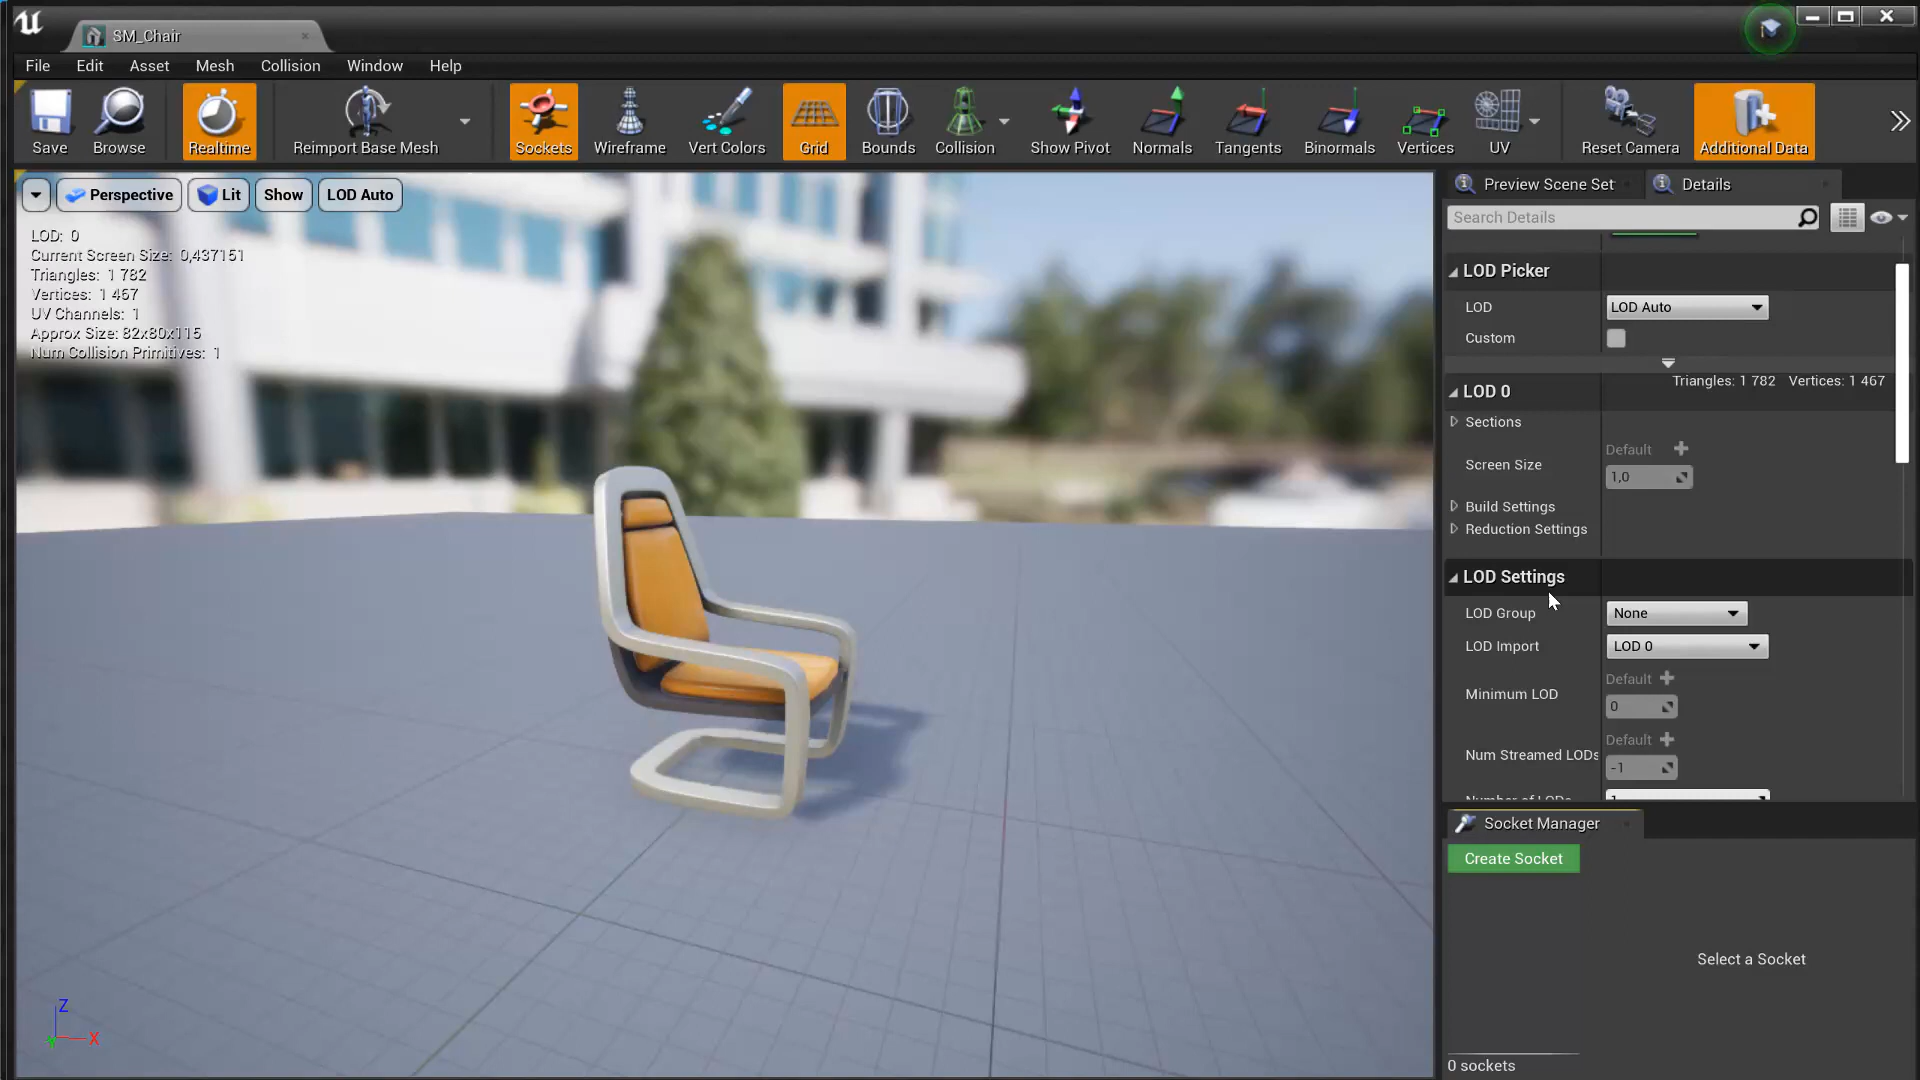 SM_Chair
File Edit Asset Mesh Collision Window Help
Save Browse Realtime Reimport Base Mesh Sockets Wireframe Vert Colors Grid Bounds Collision Show Pivot Normals Tangents Binormals Vertices UV Reset Camera Additional Data
Perspective Lit Show LOD Auto
LOD: 0
Current Screen Size: 0,437151
Triangles: 1 782
Vertices: 1 467
UV Channels: 1
Approx Size: 82x80x115
Num Collision Primitives: 1
Z
Y
X
Preview Scene Set Details
Search Details
LOD Picker
LOD LOD Auto
Custom
Triangles: 1 782 Vertices: 1 467
LOD 0
Sections
Default
Screen Size
1,0
Build Settings
Reduction Settings
LOD Settings
LOD Group None
LOD Import LOD 0
Default
Minimum LOD
0
Default
Num Streamed LODs
-1
Number of LODs 1
Socket Manager
Create Socket
Select a Socket
0 sockets